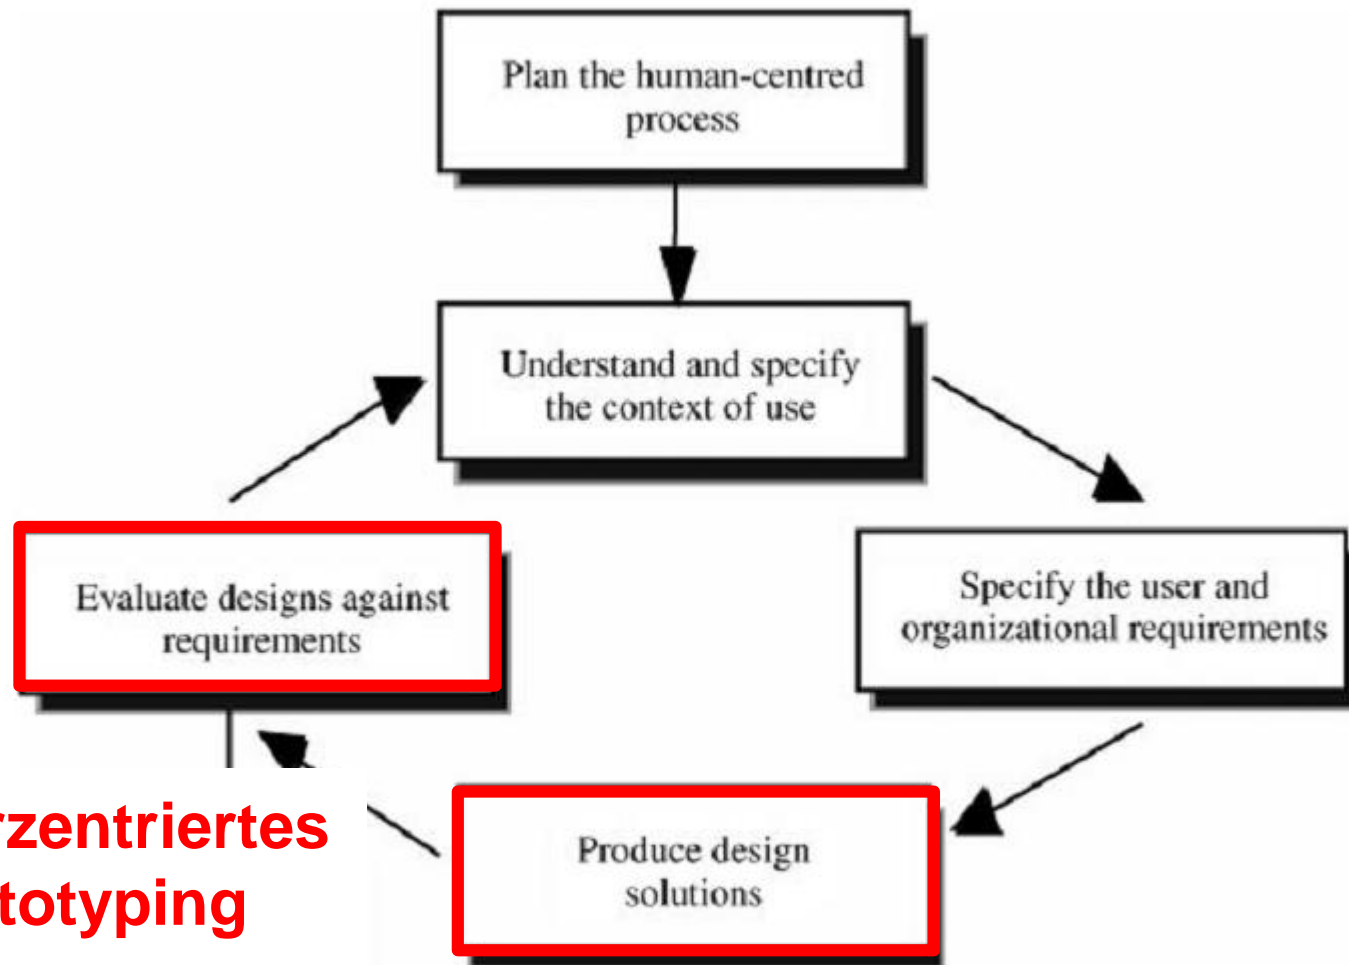 Plan the human-centred
process
Understand and specify
the context of use
Evaluate designs against
requirements
Specify the user and
organizational requirements
Produce design
solutions
rzentriertes
totyping